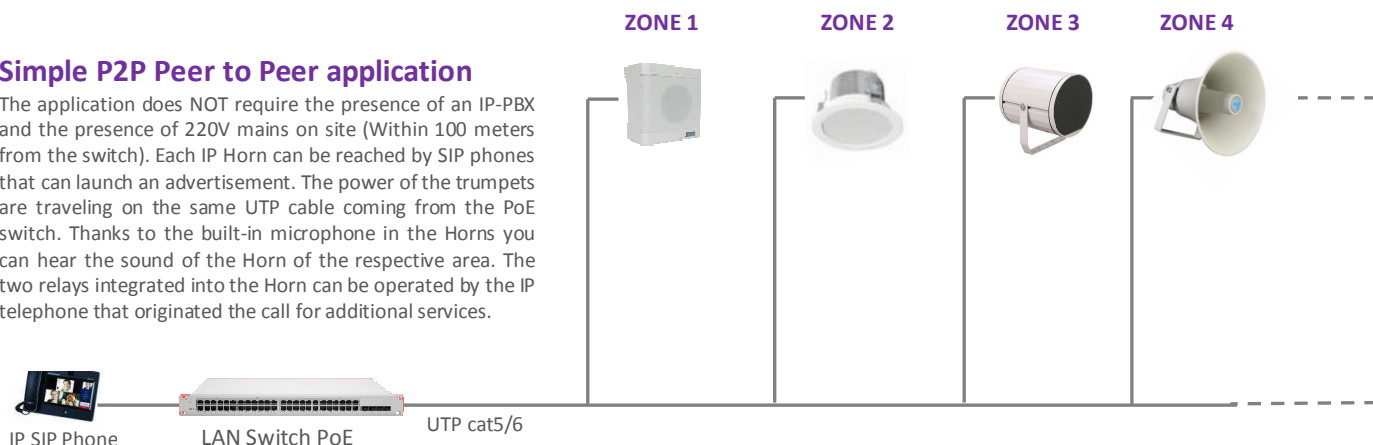 ZONE 1 ZONE 2 ZONE 3 ZONE 4
Simple P2P Peer to Peer application
The application does NOT require the presence of an IP-PBX
and the presence of 220V mains on site (Within 100 meters
from the switch). Each IP Horn can be reached by SIP phones
that can launch an advertisement. The power of the trumpets
are traveling on the same UTP cable coming from the PoE
switch. Thanks to the built-in microphone in the Horns you
can hear the sound of the Horn of the respective area. The
two relays integrated into the Horn can be operated by the IP
telephone that originated the call for additional services.
UTP cat5/6
IP SIP Phone LAN Switch PoE